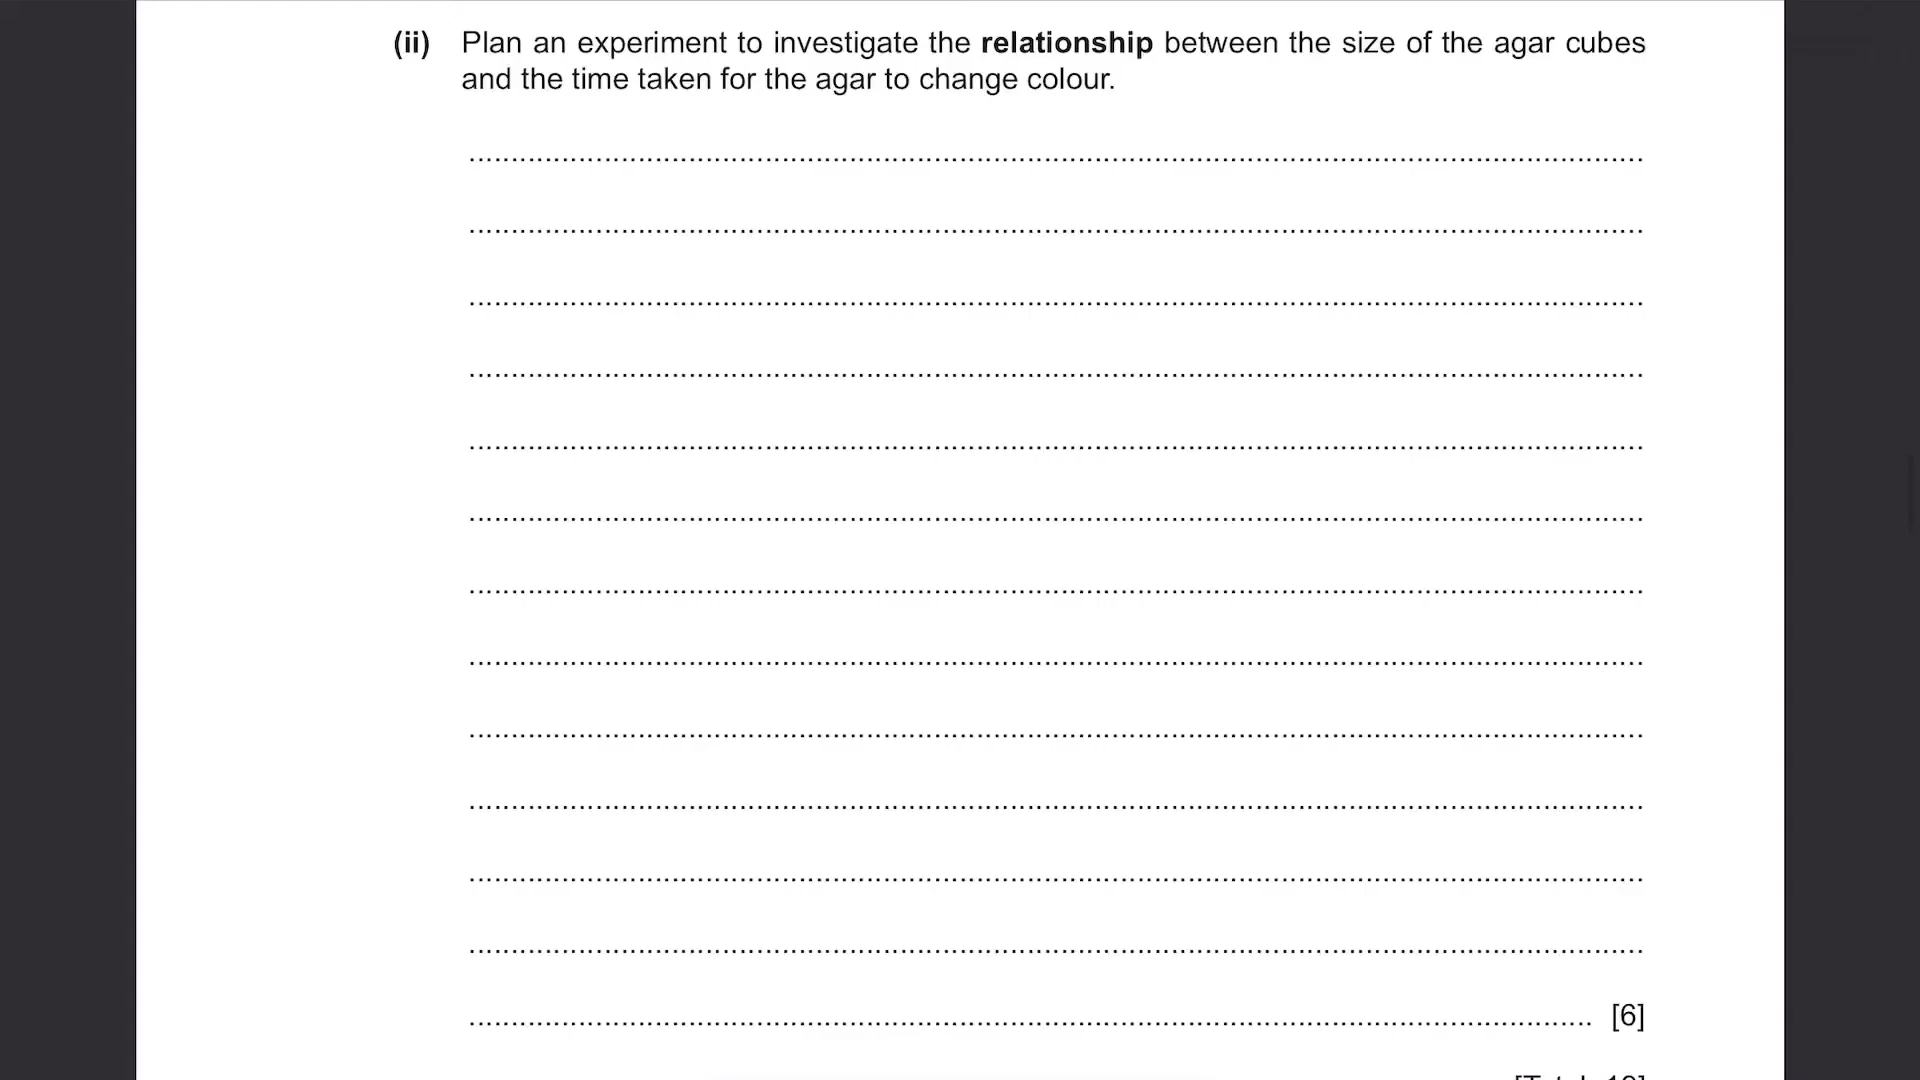 (ii) Plan an experiment to investigate the relationship between the size of the agar cubes
and the time taken for the agar to change colour.
[6]